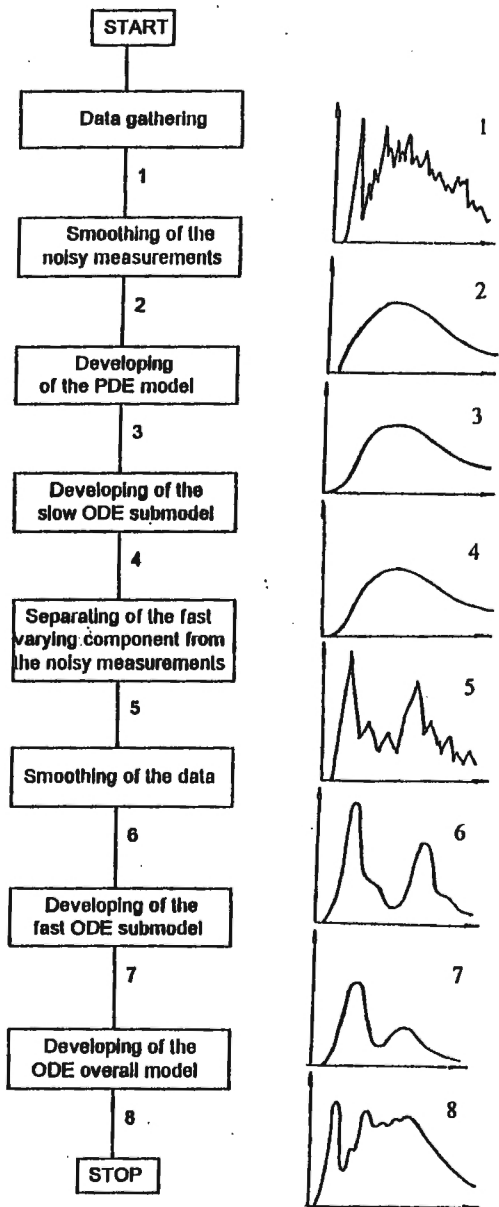 START
Data gathering
1
Smoothing of the
noisy measurements
2
Developing
of the PDE model
3
Developing of the
slow ODE submodel
4
Separating of the fast
varying component from
the noisy measurements
5
Smoothing of the data
6
Developing of the
fast ODE submodel
7
Developing of the
ODE overall model
8
STOP
1
2
3
4
5
6
7
8